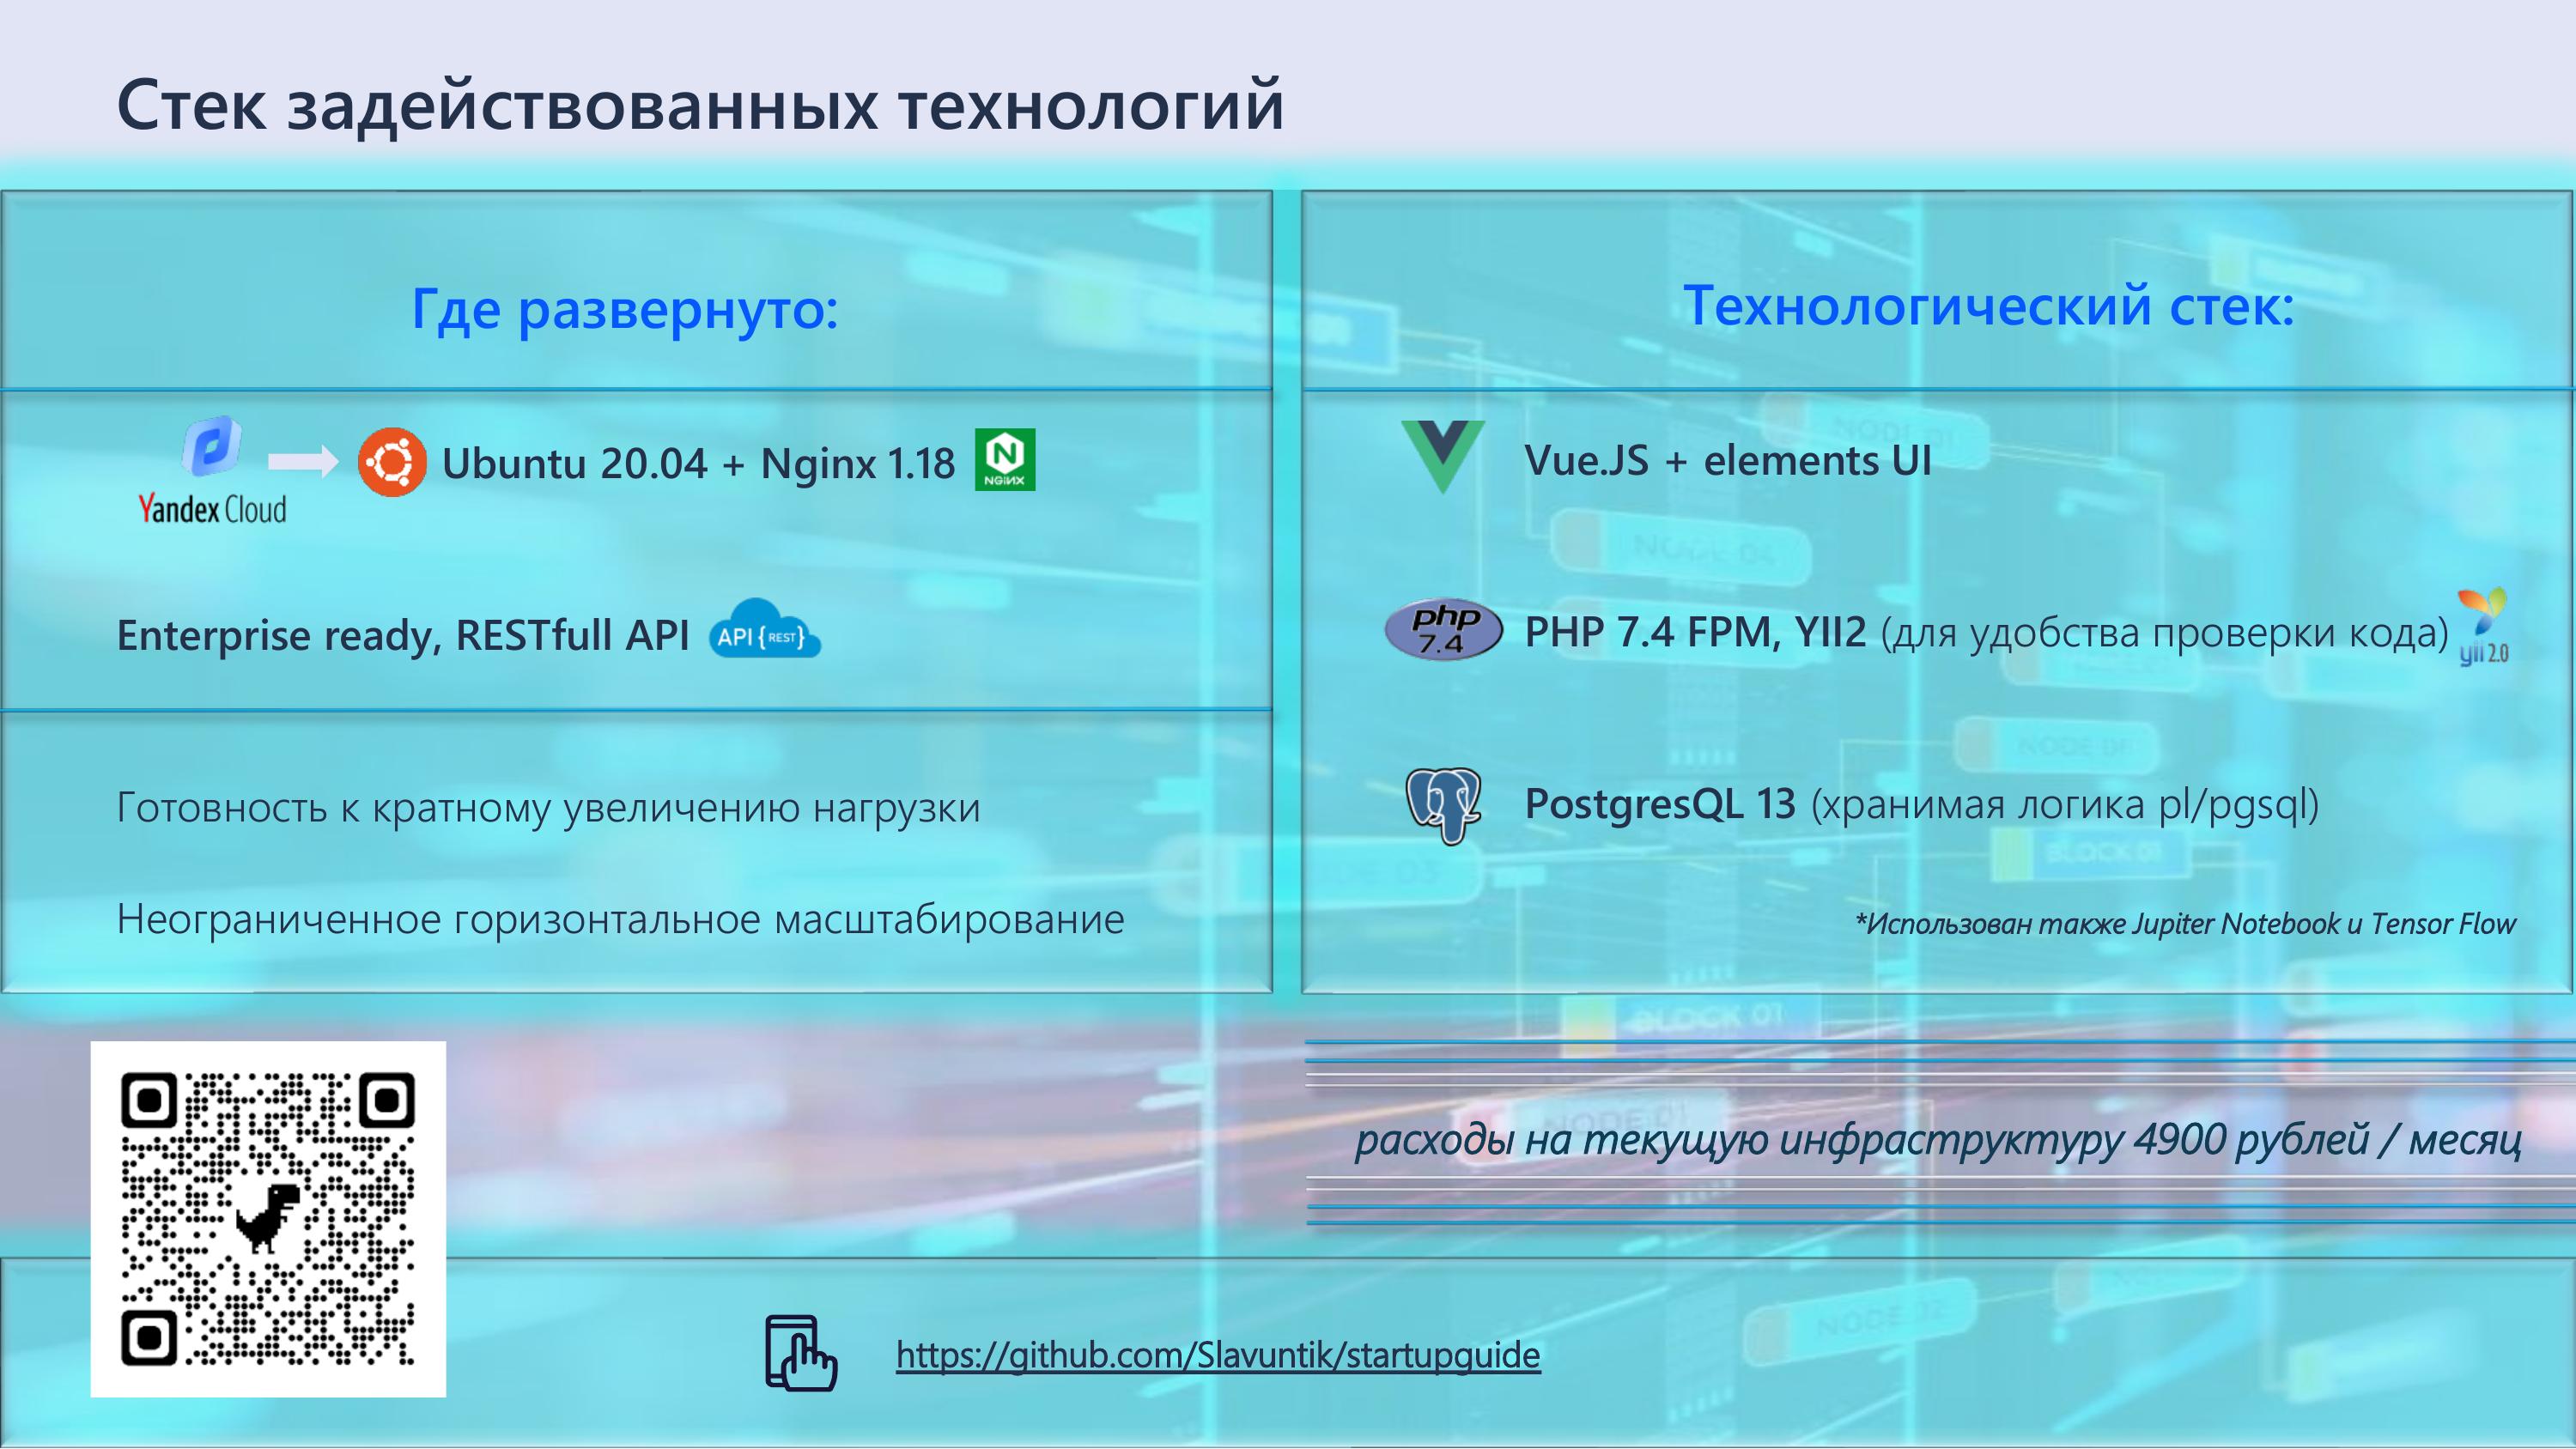 Стек задействованных технологий
Где развернуто:
Yandex Cloud
Ubuntu 20.04 + Nginx 1.18
NGiNX
Enterprise ready, RESTfull API
API {REST}
Готовность к кратному увеличению нагрузки
Неограниченное горизонтальное масштабирование
Технологический стек:
Vue.JS + elements UI
php
7.4
PHP 7.4 FPM, YII2 (для удобства проверки кода)
yii 2.0
PostgresQL 13 (хранимая логика pl/pgsql)
*Использован также Jupiter Notebook и Tensor Flow
BLOCK 01
расходы на текущую инфраструктуру 4900 рублей / месяц
https://github.com/Slavuntik/startupguide